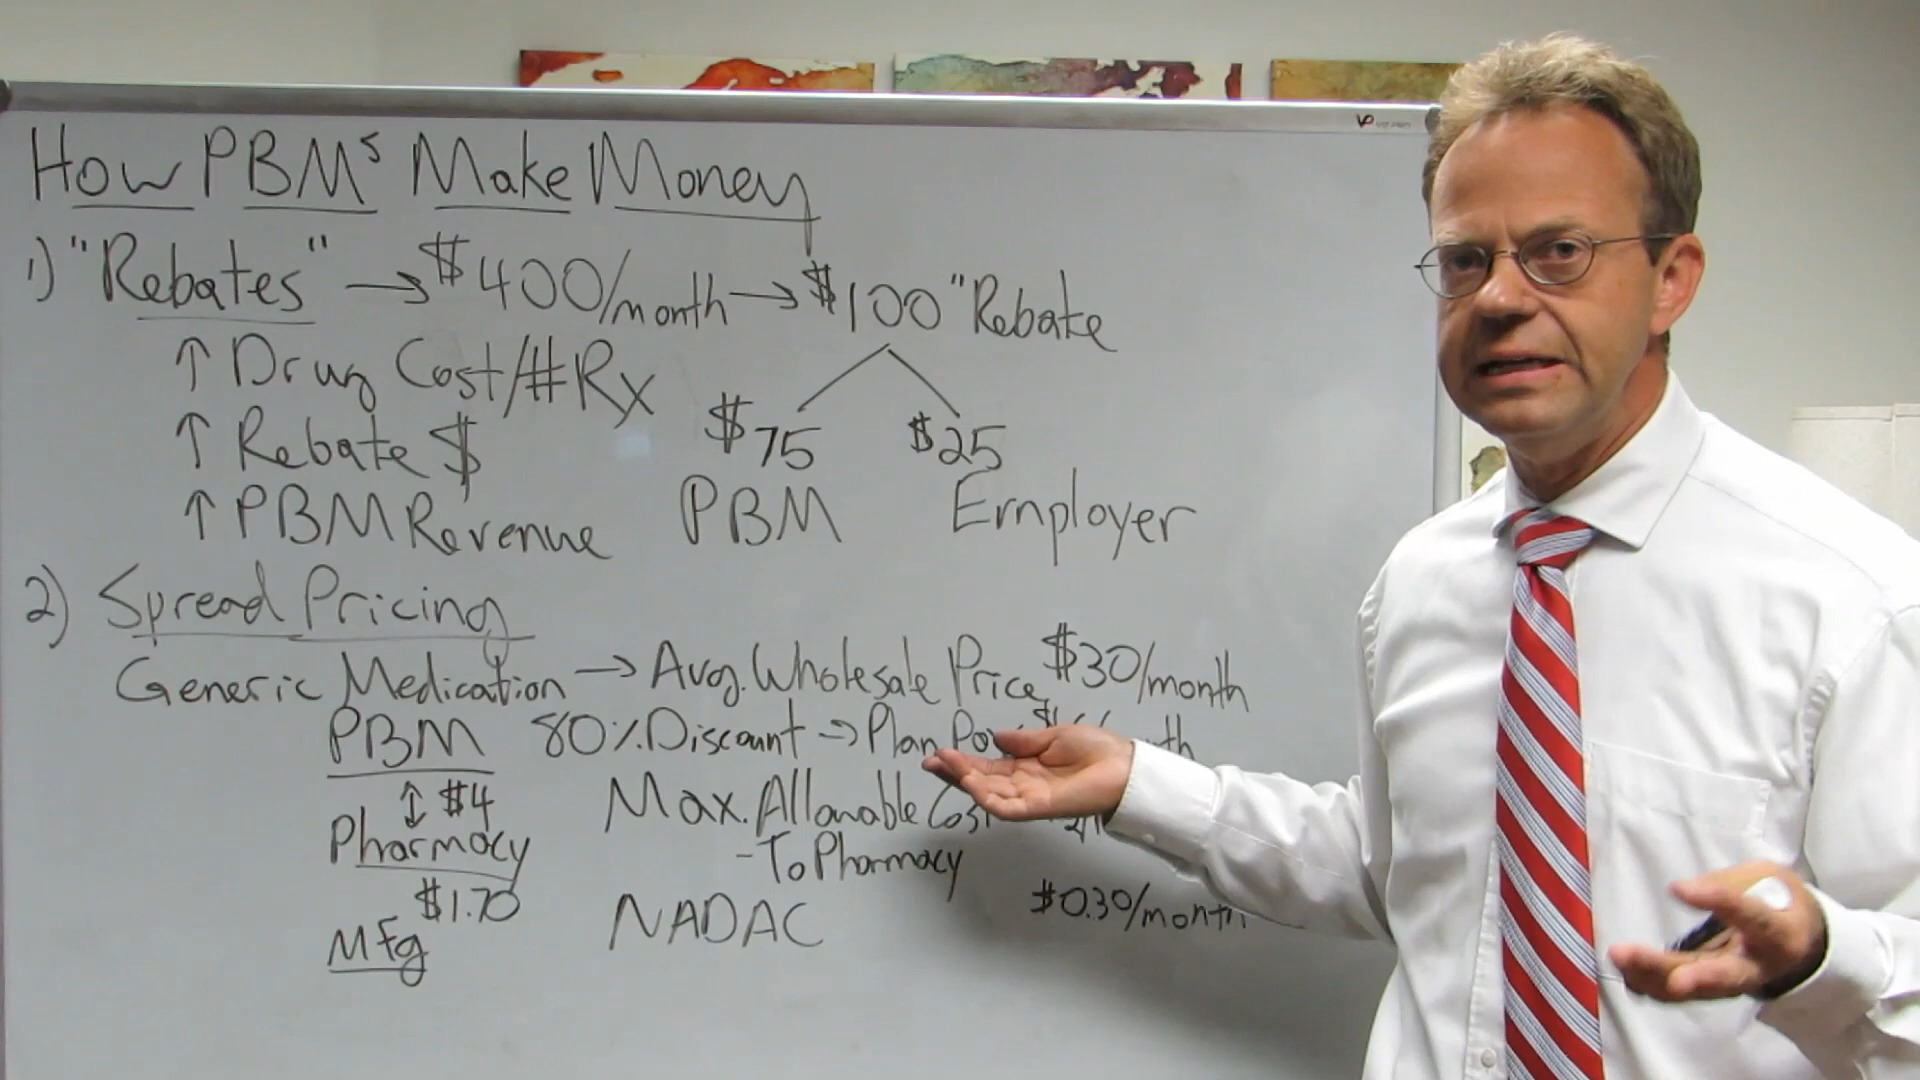 How PBMs Make Money
1) "Rebates" → $400/month → $100 "Rebate
↑ Drug Cost/#Rx
↑ Rebate $
$75 $25
↑ PBM Revenue PBM Employer
2) Spread Pricing
Generic Medication → Avg. Wholesale Price $30/month
PBM 80% Discount → Plan
↕ $4 Max. Allowable Cost
Pharmacy -To Pharmacy
$1.70 NADAC $0.30/month
Mfg